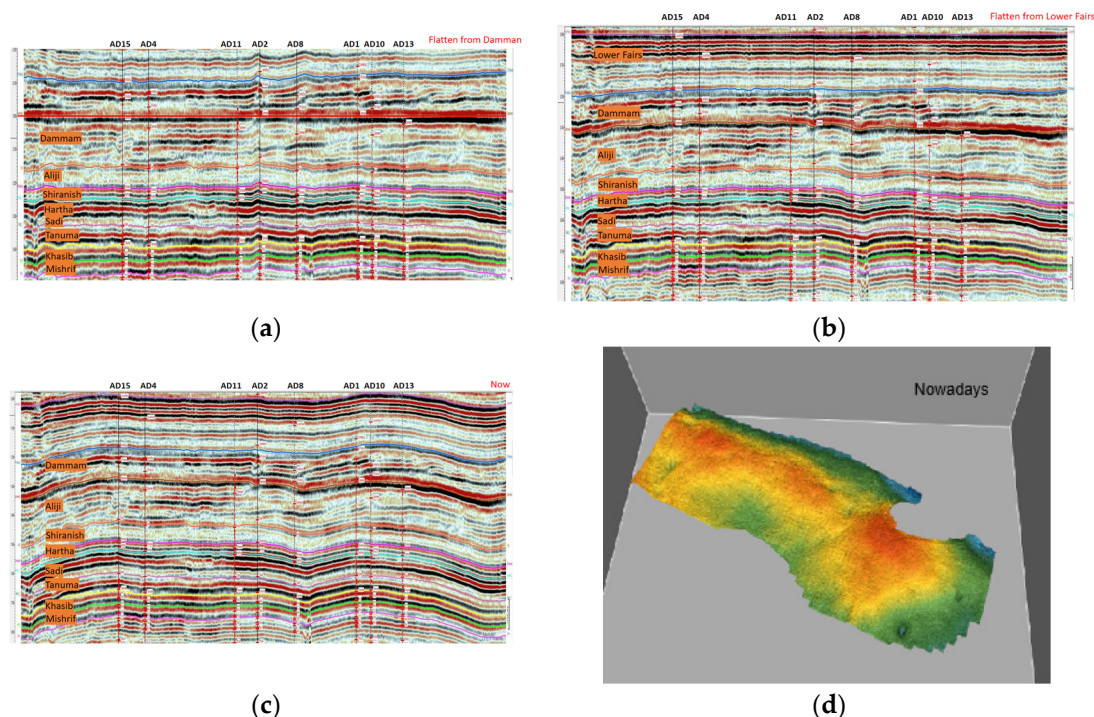 AD15 AD4 AD11 AD2 AD8 AD1 AD10 AD13
Flatten from Damman
Dammam
Aliji
Shiranish
Hartha
Sadi
Tanuma
Khasib
Mishrif
(a)
AD15 AD4 AD11 AD2 AD8 AD1 AD10 AD13
Flatten from Lower Fairs
Lower Fairs
Dammam
Aliji
Shiranish
Hartha
Sadi
Tanuma
Khasib
Mishrif
(b)
AD15 AD4 AD11 AD2 AD8 AD1 AD10 AD13
Now
Dammam
Aliji
Shiranish
Hartha
Sadi
Tanuma
Khasib
Mishrif
(c)
Nowadays
(d)